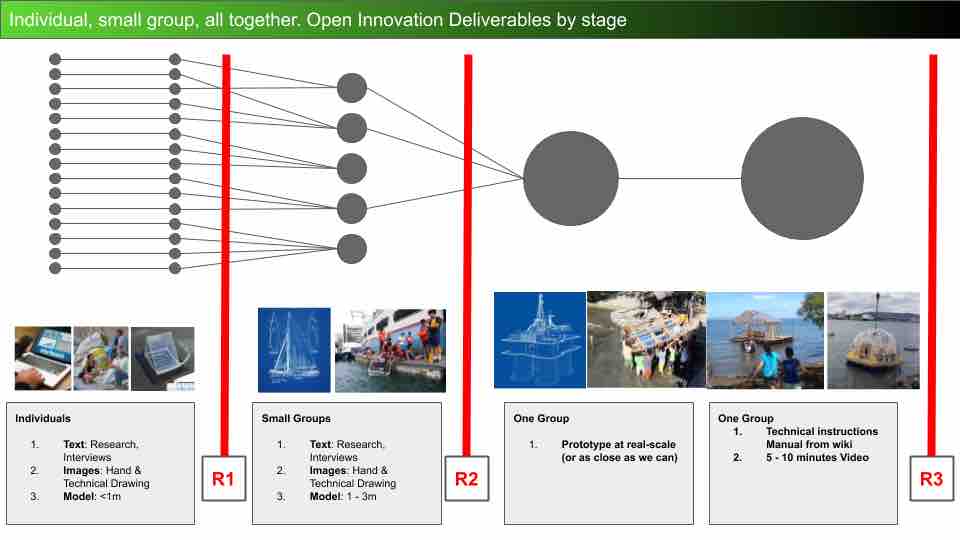 Individual, small group, all together. Open Innovation Deliverables by stage
Individuals
1. Text: Research,
Interviews
2. Images: Hand &
Technical Drawing
3. Model: <1m
R1
Small Groups
1. Text: Research,
Interviews
2. Images: Hand &
Technical Drawing
3. Model: 1 - 3m
R2
One Group
1. Prototype at real-scale
(or as close as we can)
One Group
1. Technical instructions
Manual from wiki
2. 5 - 10 minutes Video
R3